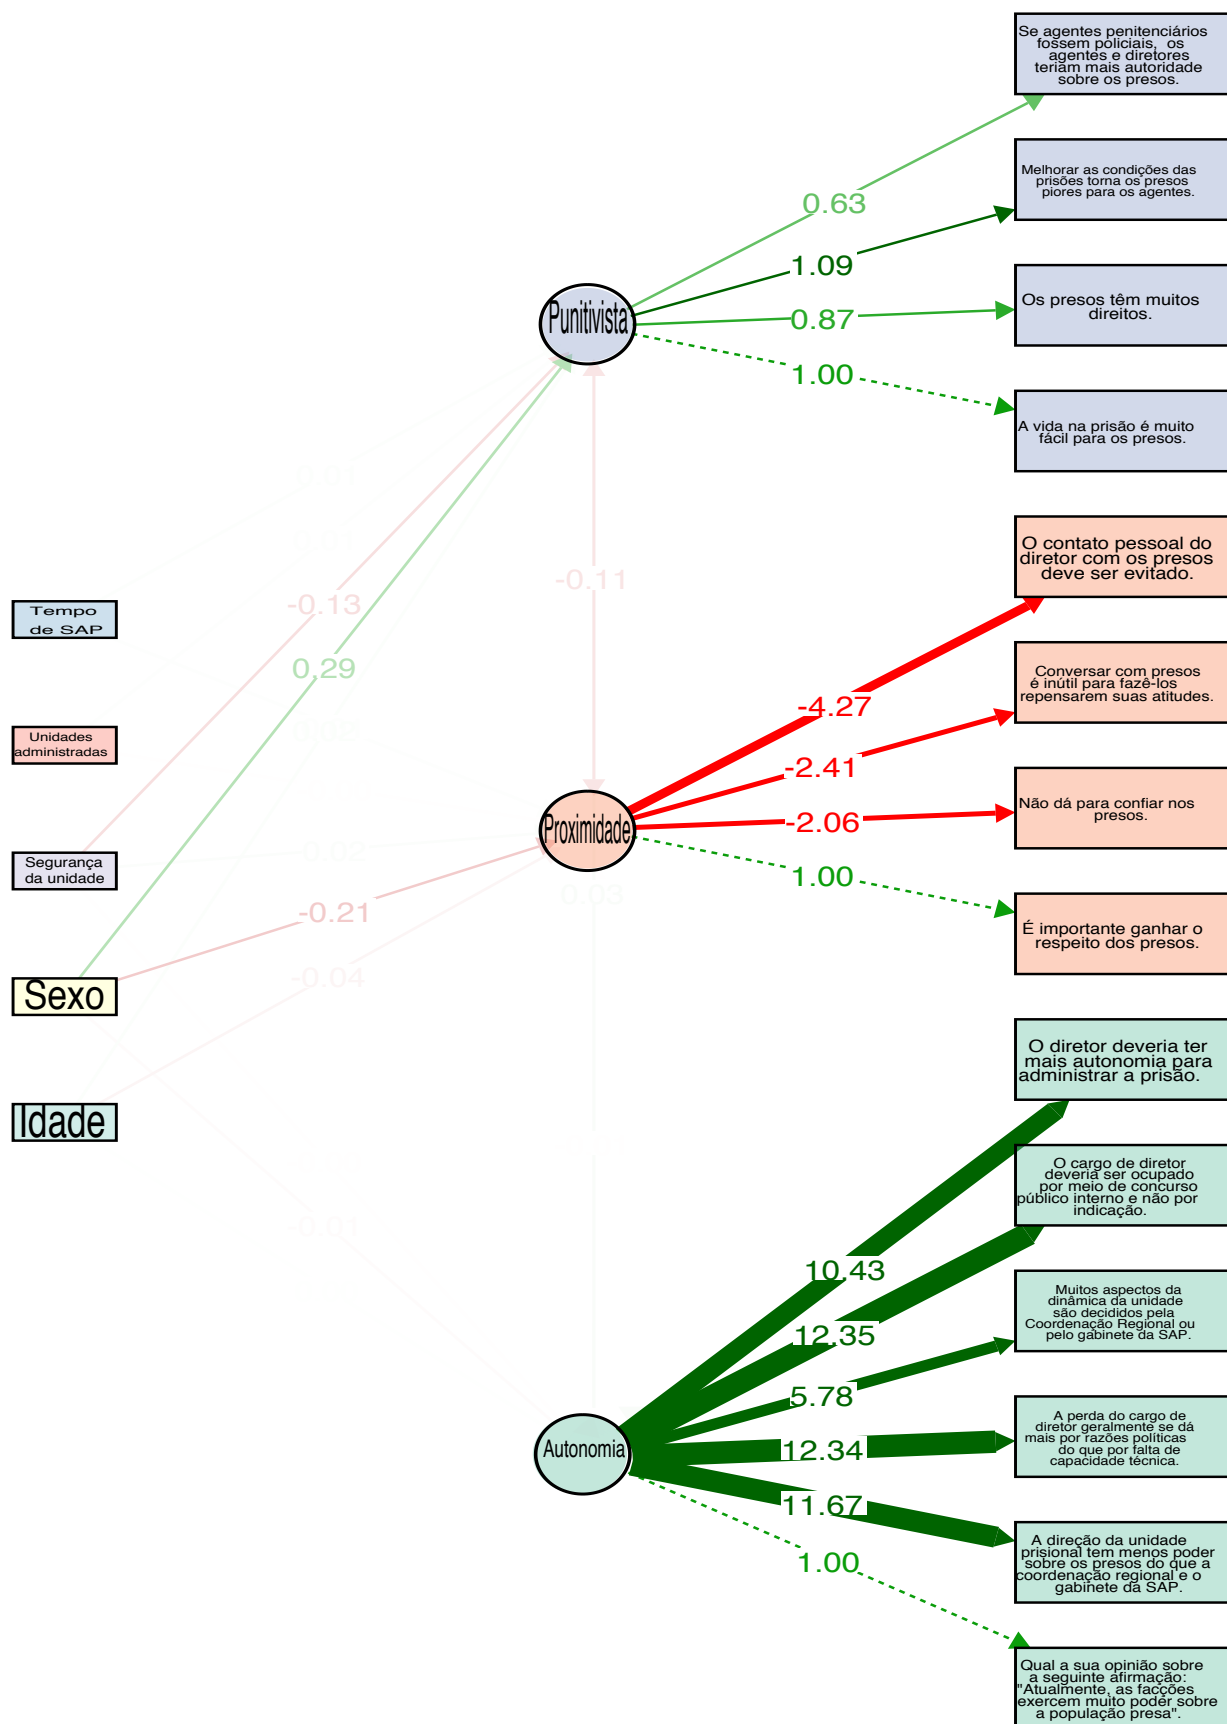 Se agentes penitenciários
fossem policiais, os
agentes e diretores
teriam mais autoridade
sobre os presos.
Melhorar as condições das
prisões torna os presos
piores para os agentes.
0.63
1.09
Punitivista
0.87
Os presos têm muitos
direitos.
1.00
A vida na prisão é muito
fácil para os presos.
0.01
-0.11
-0.13
0.29
Tempo
de SAP
Unidades
administradas
Segurança
da unidade
Sexo
Idade
O contato pessoal do
diretor com os presos
deve ser evitado.
Conversar com presos
é inútil para fazê-los
repensarem suas atitudes.
-4.27
-2.41
-2.06
Não dá para confiar nos
presos.
Proximidade
1.00
0.02
0.03
-0.21
-0.04
É importante ganhar o
respeito dos presos.
O diretor deveria ter
mais autonomia para
administrar a prisão.
O cargo de diretor
deveria ser ocupado
por meio de concurso
público interno e não por
indicação.
-0.01
10.43
12.35
Muitos aspectos da
dinâmica da unidade
são decididos pela
Coordenação Regional ou
pelo gabinete da SAP.
5.78
Autonomia
12.34
A perda do cargo de
diretor geralmente se dá
mais por razões políticas
do que por falta de
capacidade técnica.
11.67
A direção da unidade
prisional tem menos poder
sobre os presos do que a
coordenação regional e o
gabinete da SAP.
1.00
Qual a sua opinião sobre
a seguinte afirmação:
"Atualmente, as facções
exercem muito poder sobre
a população presa".